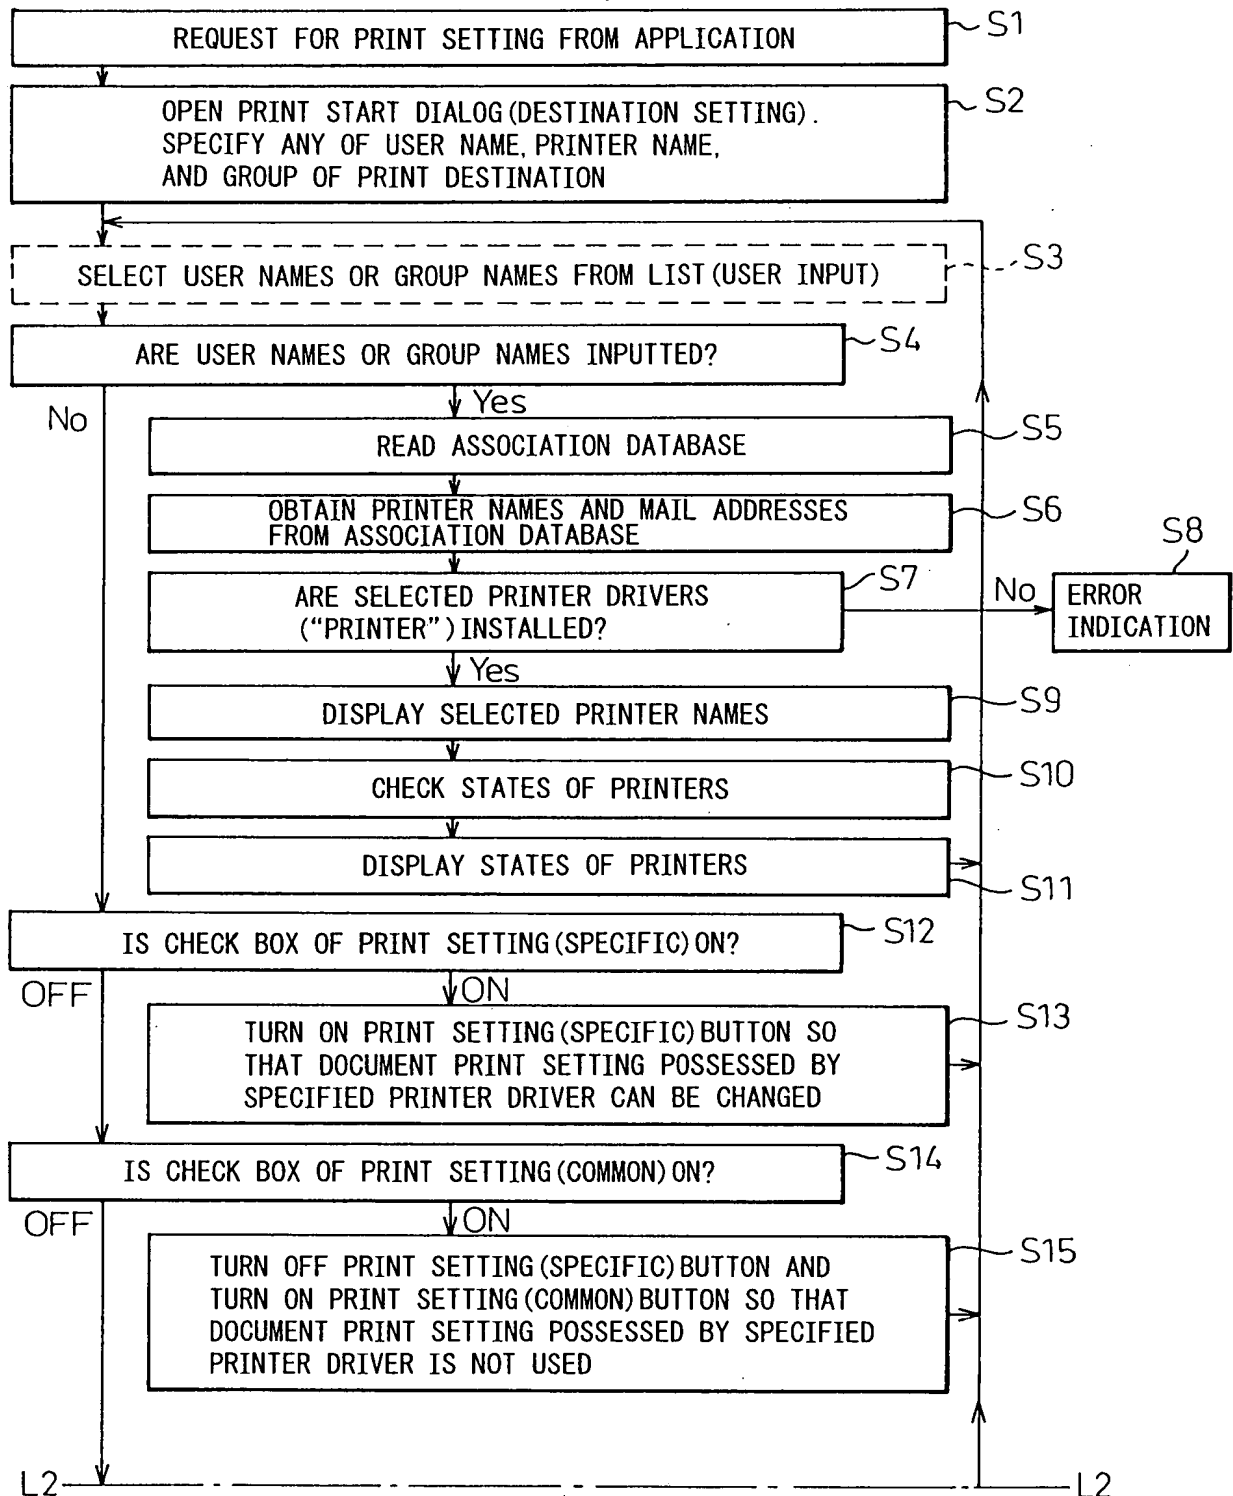 REQUEST FOR PRINT SETTING FROM APPLICATION
S1
OPEN PRINT START DIALOG(DESTINATION SETTING).
SPECIFY ANY OF USER NAME, PRINTER NAME,
AND GROUP OF PRINT DESTINATION
S2
SELECT USER NAMES OR GROUP NAMES FROM LIST(USER INPUT)
S3
ARE USER NAMES OR GROUP NAMES INPUTTED?
S4
No
Yes
READ ASSOCIATION DATABASE
S5
OBTAIN PRINTER NAMES AND MAIL ADDRESSES
FROM ASSOCIATION DATABASE
S6
ARE SELECTED PRINTER DRIVERS
(“PRINTER”)INSTALLED?
S7
No
S8
ERROR
INDICATION
Yes
DISPLAY SELECTED PRINTER NAMES
S9
CHECK STATES OF PRINTERS
S10
DISPLAY STATES OF PRINTERS
S11
IS CHECK BOX OF PRINT SETTING(SPECIFIC)ON?
S12
OFF
ON
TURN ON PRINT SETTING(SPECIFIC)BUTTON SO
THAT DOCUMENT PRINT SETTING POSSESSED BY
SPECIFIED PRINTER DRIVER CAN BE CHANGED
S13
IS CHECK BOX OF PRINT SETTING(COMMON)ON?
S14
OFF
ON
TURN OFF PRINT SETTING(SPECIFIC)BUTTON AND
TURN ON PRINT SETTING(COMMON)BUTTON SO THAT
DOCUMENT PRINT SETTING POSSESSED BY SPECIFIED
PRINTER DRIVER IS NOT USED
S15
L2
L2